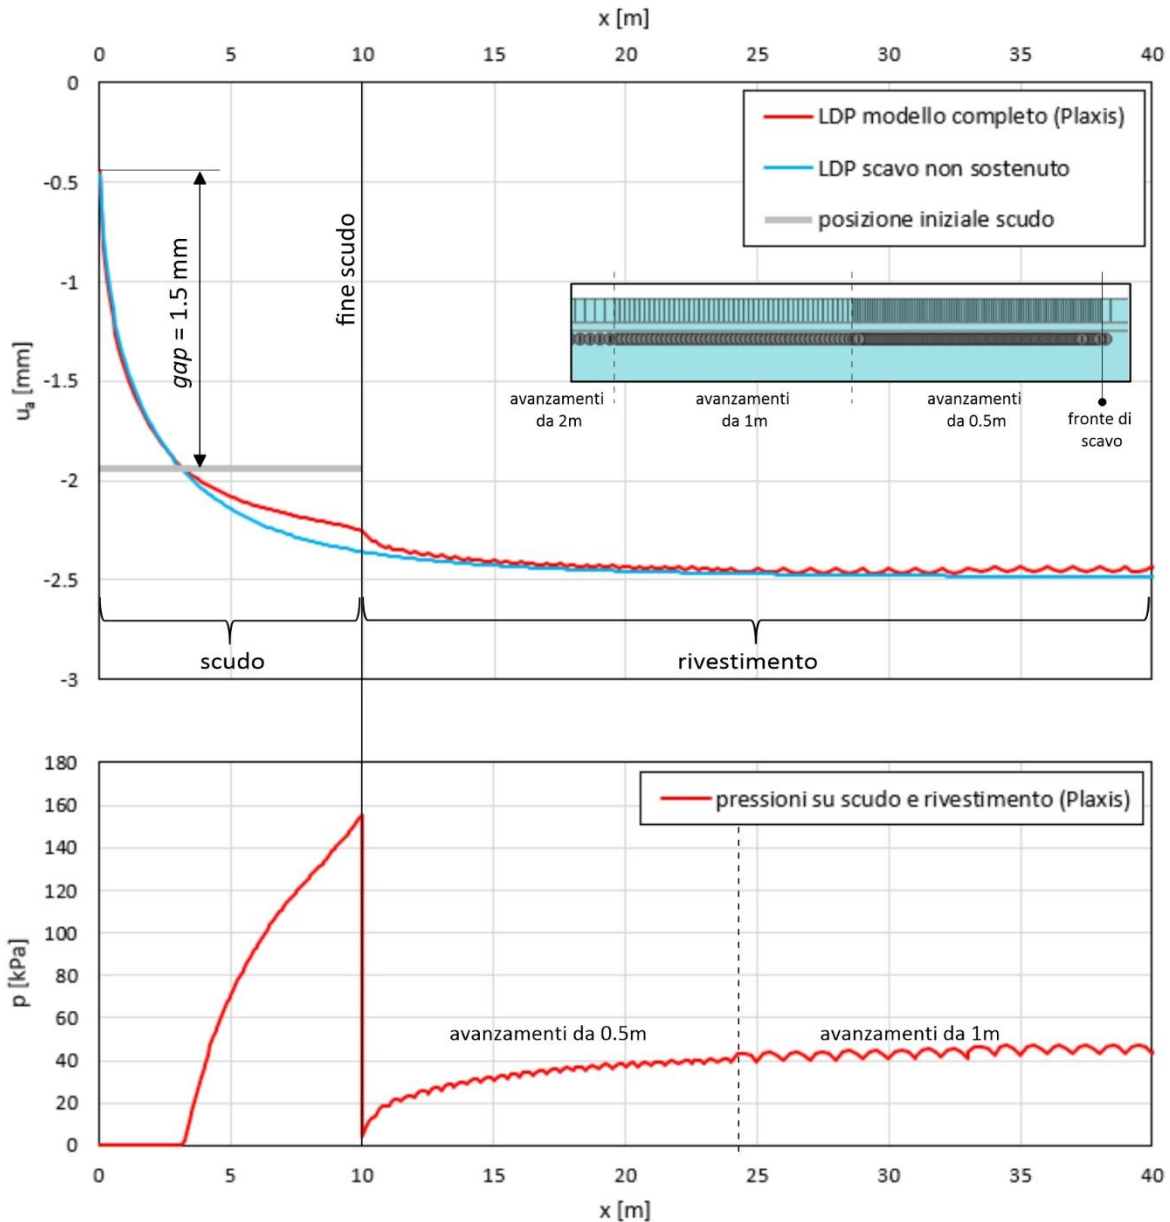 x [m]
0 5 10 15 20 25 30 35 40
0
-0.5
-1
-1.5
-2
-2.5
-3
uₐ [mm]
LDP modello completo (Plaxis)
LDP scavo non sostenuto
posizione iniziale scudo
gap = 1.5 mm
fine scudo
avanzamenti
da 2m
avanzamenti
da 1m
avanzamenti
da 0.5m
fronte di
scavo
scudo
rivestimento
180
160
140
120
100
80
60
40
20
0
p [kPa]
pressioni su scudo e rivestimento (Plaxis)
avanzamenti da 0.5m
avanzamenti da 1m
0 5 10 15 20 25 30 35 40
x [m]